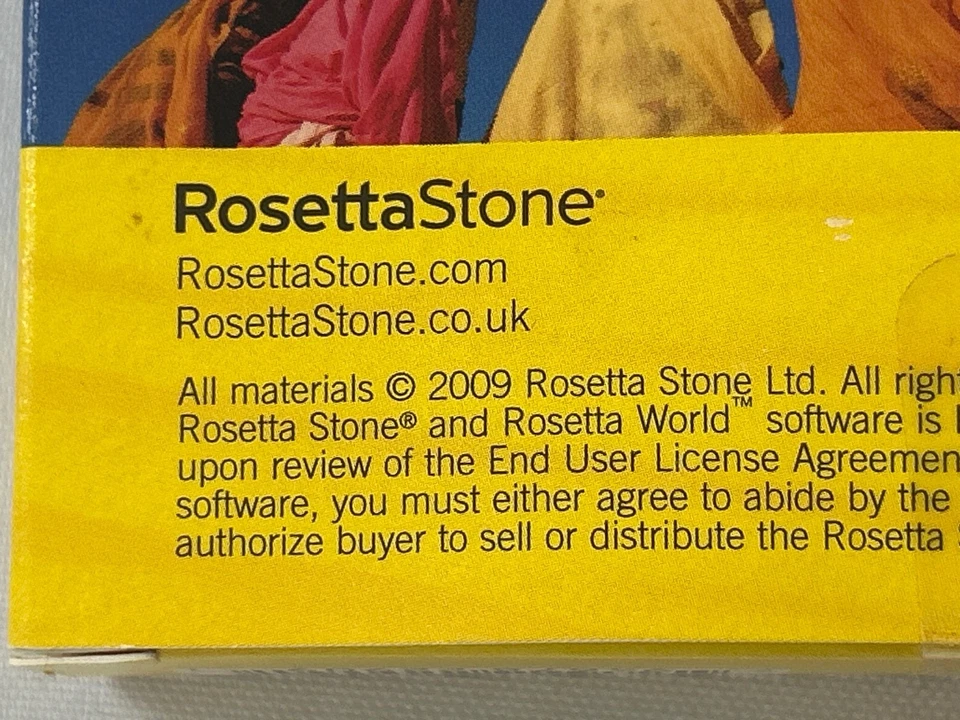 RosettaStone
RosettaStone.com
RosettaStone.co.uk
All materials © 2009 Rosetta Stone Ltd. All
Rosetta Stone® and Rosetta World™ software is
upon review of the End User License
software, you must either agree to abide by the
authorize buyer to sell or distribute the Rosetta